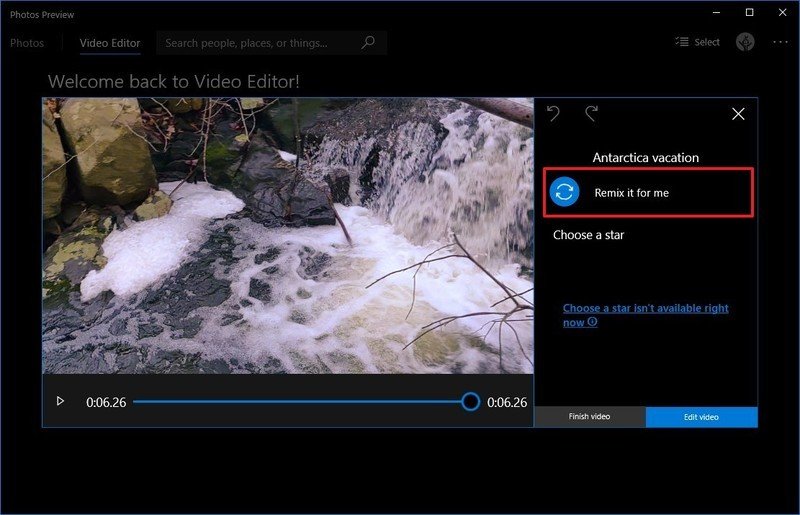 Photos Preview
Photos
Video Editor
Search people, places, or things...
Select
Welcome back to Video Editor!
Antarctica vacation
Remix it for me
Choose a star
Choose a star isn't available right
now
0:06.26
0:06.26
Finish video
Edit video